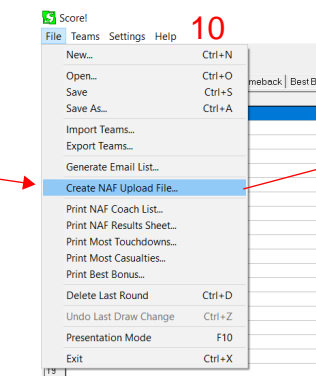 Score!
File Teams Settings Help 10
New... Ctrl+N
Open... Ctrl+O
Save Ctrl+S
Save As... Ctrl+A
meback Best B
Import Teams...
Export Teams...
Generate Email List...
Create NAF Upload File...
Print NAF Coach List...
Print NAF Results Sheet...
Print Most Touchdowns...
Print Most Casualties...
Print Best Bonus...
Delete Last Round Ctrl+D
Undo Last Draw Change Ctrl+Z
Presentation Mode F10
Exit Ctrl+X
19